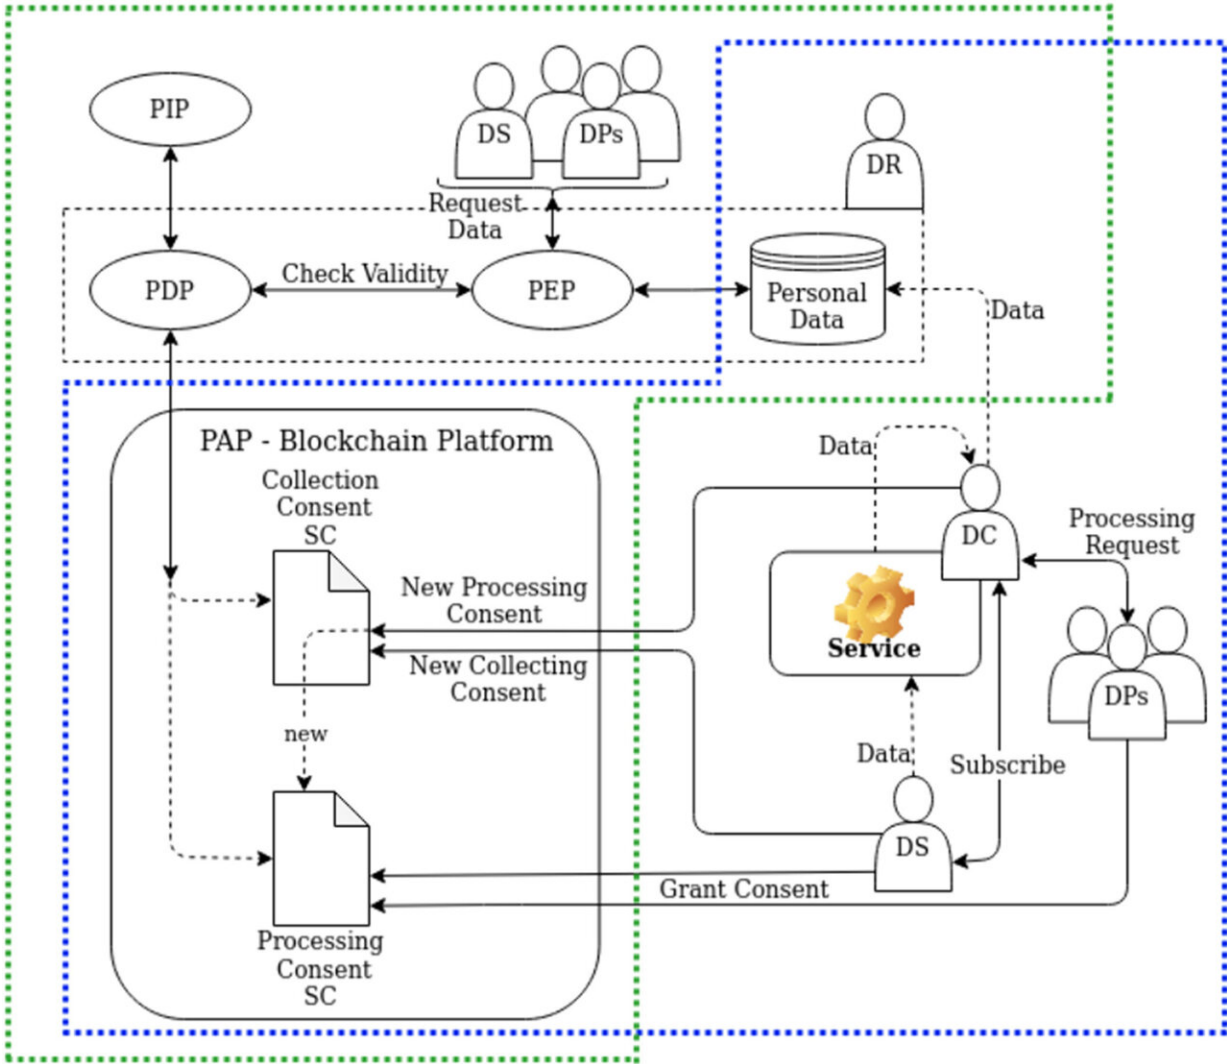 PIP
DS
DPs
DR
Request
Data
PDP
Check Validity
PEP
Personal
Data
Data
PAP - Blockchain Platform
Collection
Consent
SC
Data
DC
Processing
Request
New Processing
Consent
Service
New Collecting
Consent
DPs
new
Data
Subscribe
DS
Grant Consent
Processing
Consent
SC